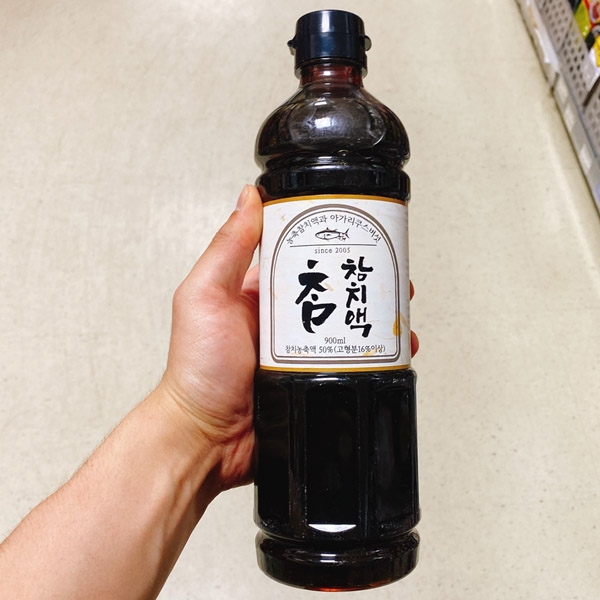 농축참치액과 아가리쿠스버섯
since 2005
참 참치액
900ml
참치농축액 50%(고형분16%이상)